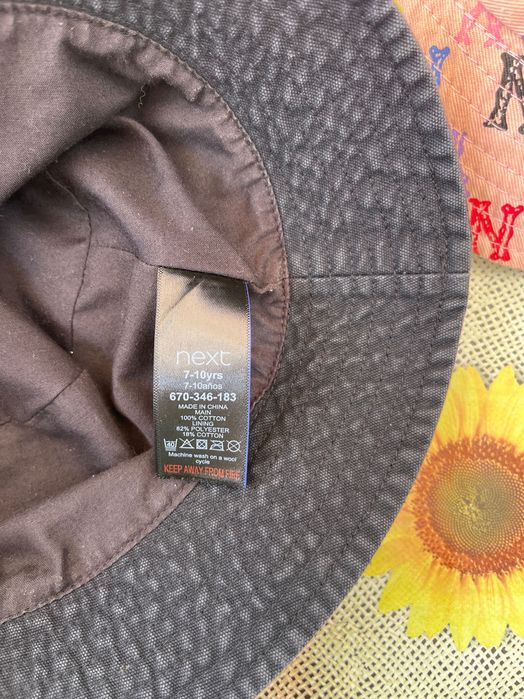 next
7-10yrs
7-10años
670-346-183
MADE IN CHINA
MAIN
100% COTTON
LINING
82% POLYESTER
18% COTTON
40
Machine wash on a wool
cycle
KEEP AWAY FROM FIRE
N
N